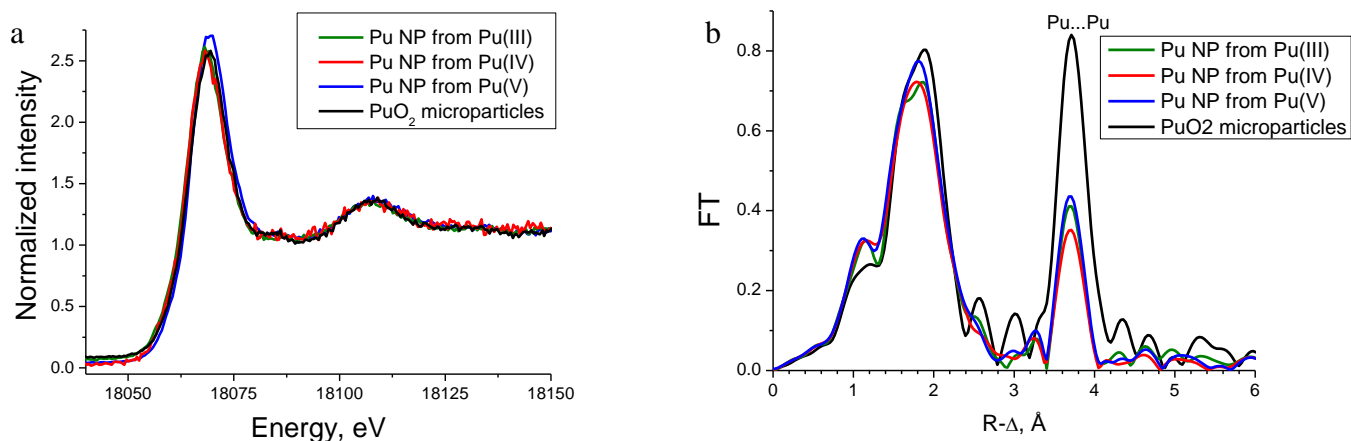 a
Pu NP from Pu(III)
Pu NP from Pu(IV)
Pu NP from Pu(V)
PuO₂ microparticles
Normalized intensity
2.5
2.0
1.5
1.0
0.5
0.0
18050 18075 18100 18125 18150
Energy, eV
b
Pu...Pu
Pu NP from Pu(III)
Pu NP from Pu(IV)
Pu NP from Pu(V)
PuO2 microparticles
FT
0.8
0.6
0.4
0.2
0.0
0 1 2 3 4 5 6
R-Δ, Å